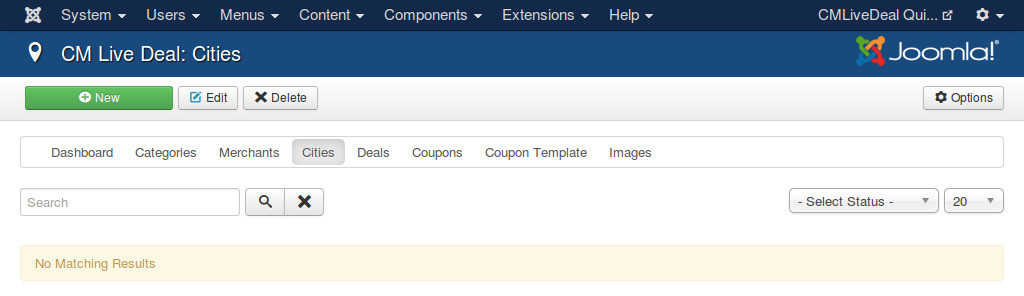 System Users Menus Content Components Extensions Help CMLiveDeal Qui...
CM Live Deal: Cities Joomla!
New Edit Delete Options
Dashboard Categories Merchants Cities Deals Coupons Coupon Template Images
Search - Select Status - 20
No Matching Results